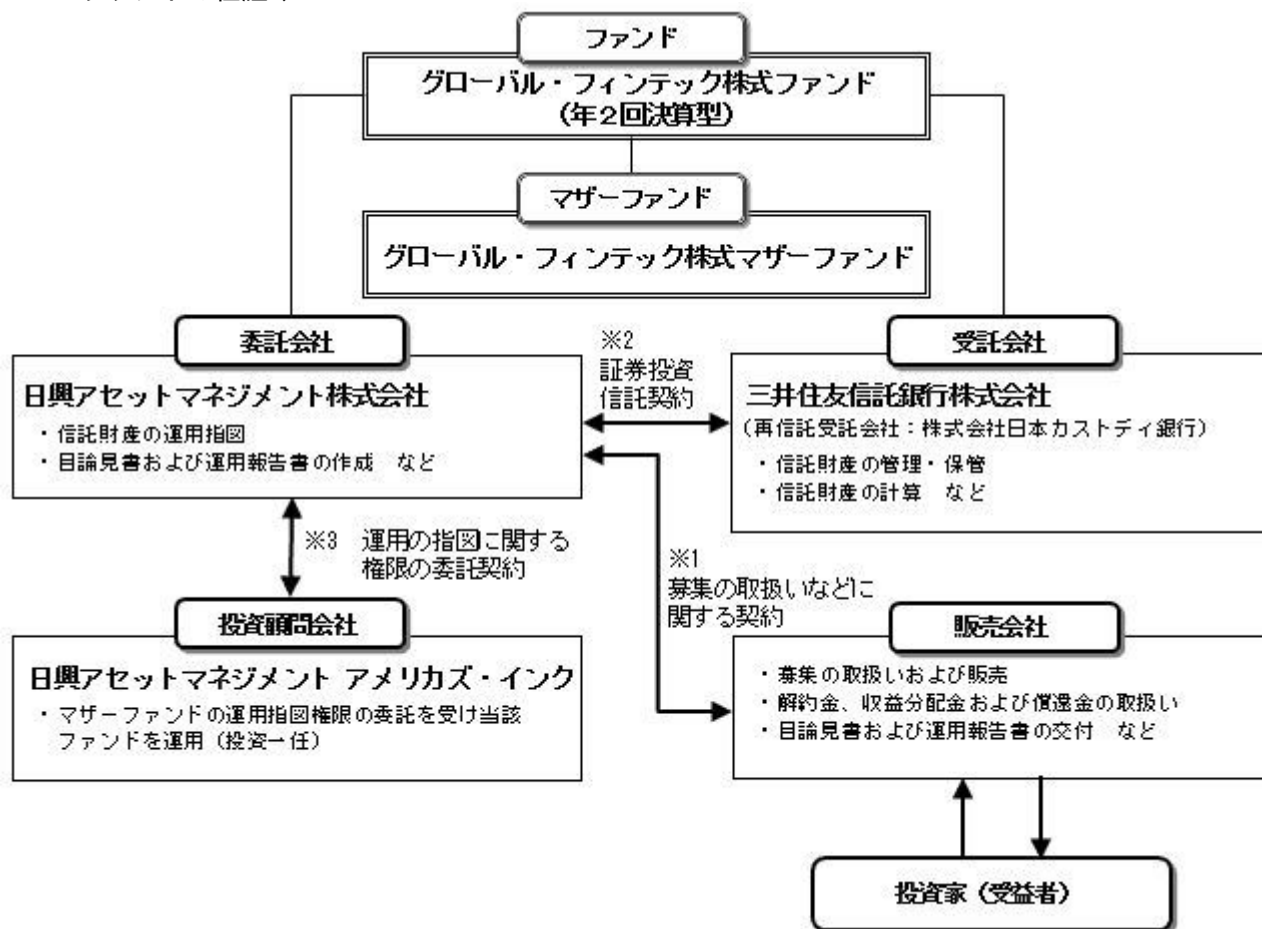 ファンド
グローバル・フィンテック株式ファンド
(年2回決算型)
マザーファンド
グローバル・フィンテック株式マザーファンド
委託会社
日興アセットマネジメント株式会社
・信託財産の運用指図
・目論見書および運用報告書の作成 など
※2
証券投資
信託契約
受託会社
三井住友信託銀行株式会社
(再信託受託会社:株式会社日本カストディ銀行)
・信託財産の管理・保管
・信託財産の計算 など
※3 運用の指図に関する
権限の委託契約
※1
募集の取扱いなどに
関する契約
投資顧問会社
日興アセットマネジメント アメリカズ・インク
・マザーファンドの運用指図権限の委託を受け当該
ファンドを運用(投資一任)
販売会社
・募集の取扱いおよび販売
・解約金、収益分配金および償還金の取扱い
・目論見書および運用報告書の交付 など
投資家(受益者)